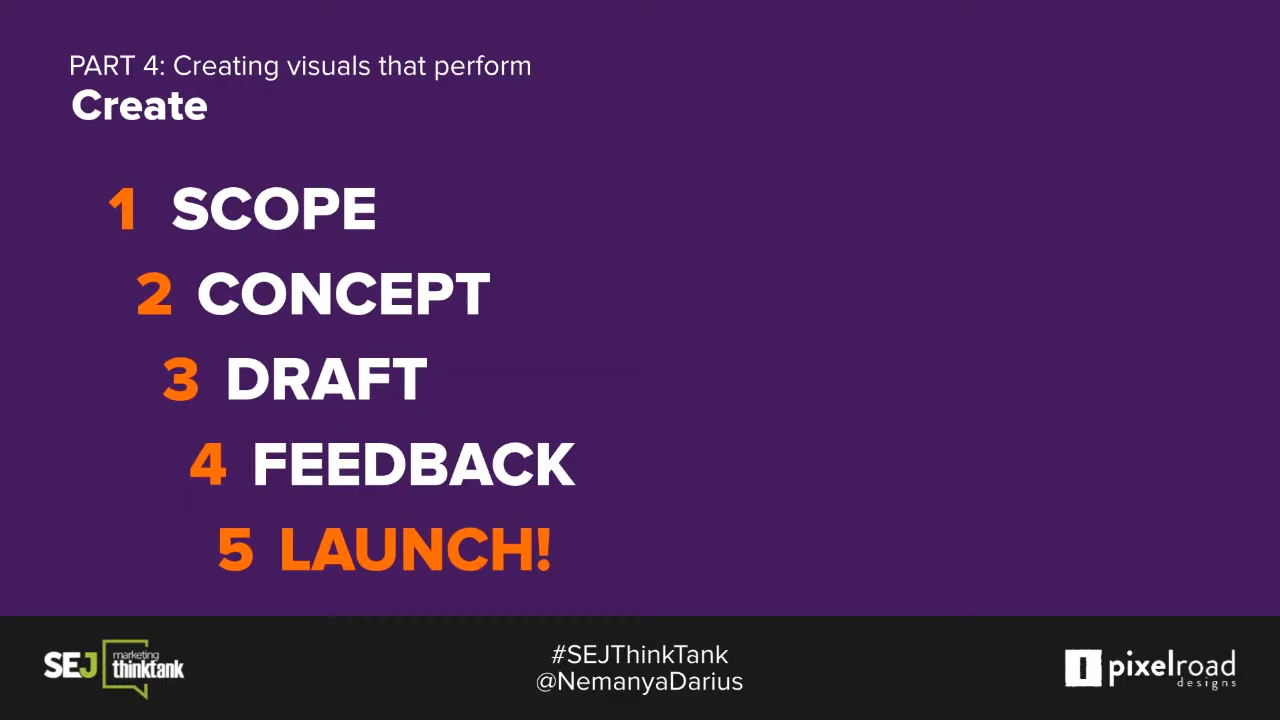 PART 4: Creating visuals that perform
Create
1 SCOPE
2 CONCEPT
3 DRAFT
4 FEEDBACK
5 LAUNCH!
SEJ marketing thinktank
#SEJThinkTank
@NemanyaDarius
pixelroad
designs